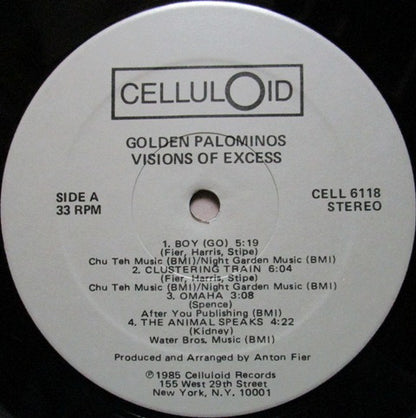 CELLULOID
GOLDEN PALOMINOS
VISIONS OF EXCESS
SIDE A
33 RPM
CELL 6118
STEREO
1. BOY (GO) 5:19
(Fier, Harris, Stipe)
Chu Teh Music (BMI)/Night Garden Music (BMI)
2. CLUSTERING TRAIN 6:04
(Fier, Harris, Stipe)
Chu Teh Music (BMI)/Night Garden Music (BMI)
3. OMAHA 3:08
(Spence)
After You Publishing (BMI)
4. THE ANIMAL SPEAKS 4:22
(Kidney)
Water Bros. Music (BMI)
Produced and Arranged by Anton Fier
℗ 1985 Celluloid Records
155 West 29th Street
New York, N.Y. 10001